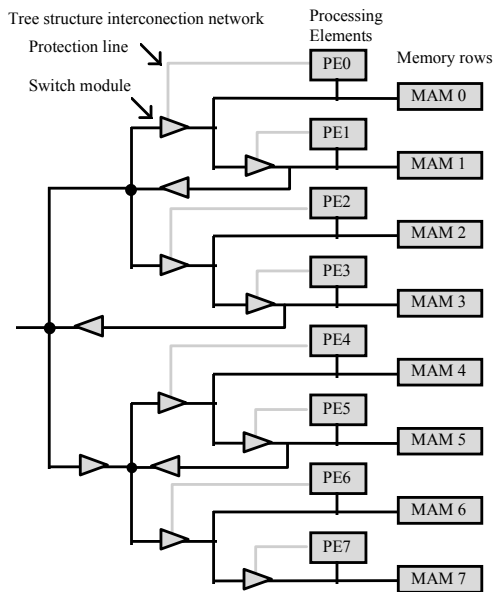 Tree structure interconection network
Processing
Elements
Protection line
Memory rows
Switch module
PE0
MAM 0
PE1
MAM 1
PE2
MAM 2
PE3
MAM 3
PE4
MAM 4
PE5
MAM 5
PE6
MAM 6
PE7
MAM 7